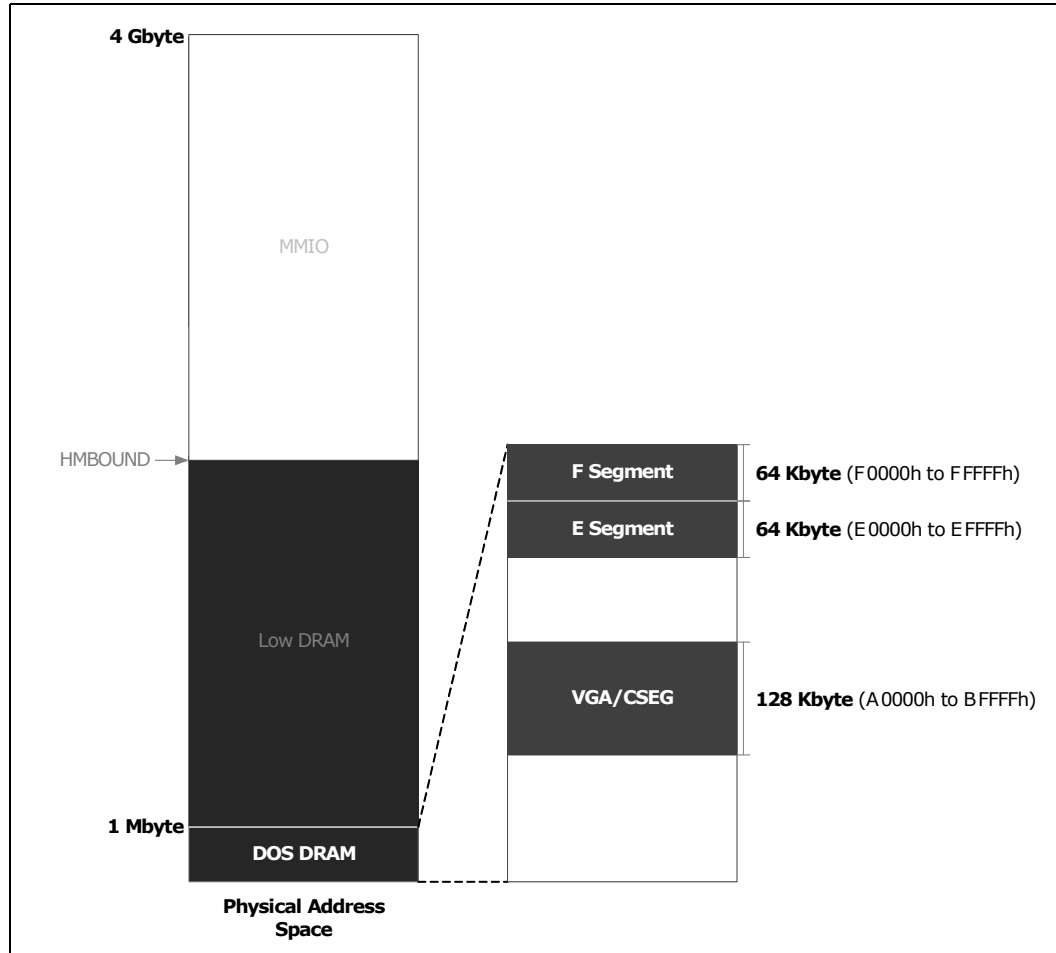 4 Gbyte
MMIO
HMBOUND
F Segment
64 Kbyte (F0000h to FFFFFh)
E Segment
64 Kbyte (E0000h to EFFFFh)
Low DRAM
VGA/CSEG
128 Kbyte (A0000h to BFFFFh)
1 Mbyte
DOS DRAM
Physical Address
Space